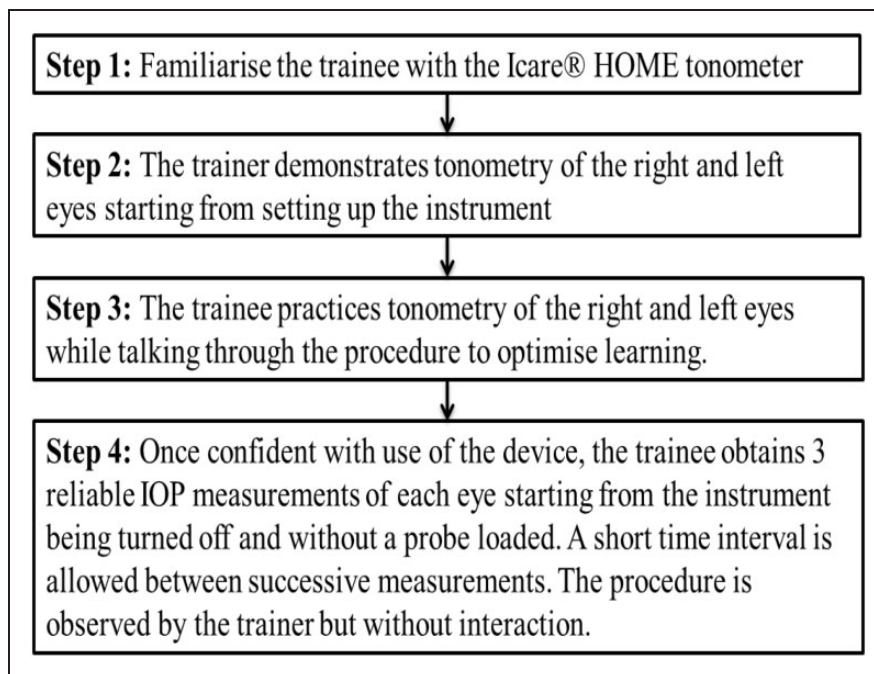 Step 1: Familiarise the trainee with the Icare® HOME tonometer
Step 2: The trainer demonstrates tonometry of the right and left
eyes starting from setting up the instrument
Step 3: The trainee practices tonometry of the right and left eyes
while talking through the procedure to optimise learning.
Step 4: Once confident with use of the device, the trainee obtains 3
reliable IOP measurements of each eye starting from the instrument
being turned off and without a probe loaded. A short time interval is
allowed between successive measurements. The procedure is
observed by the trainer but without interaction.